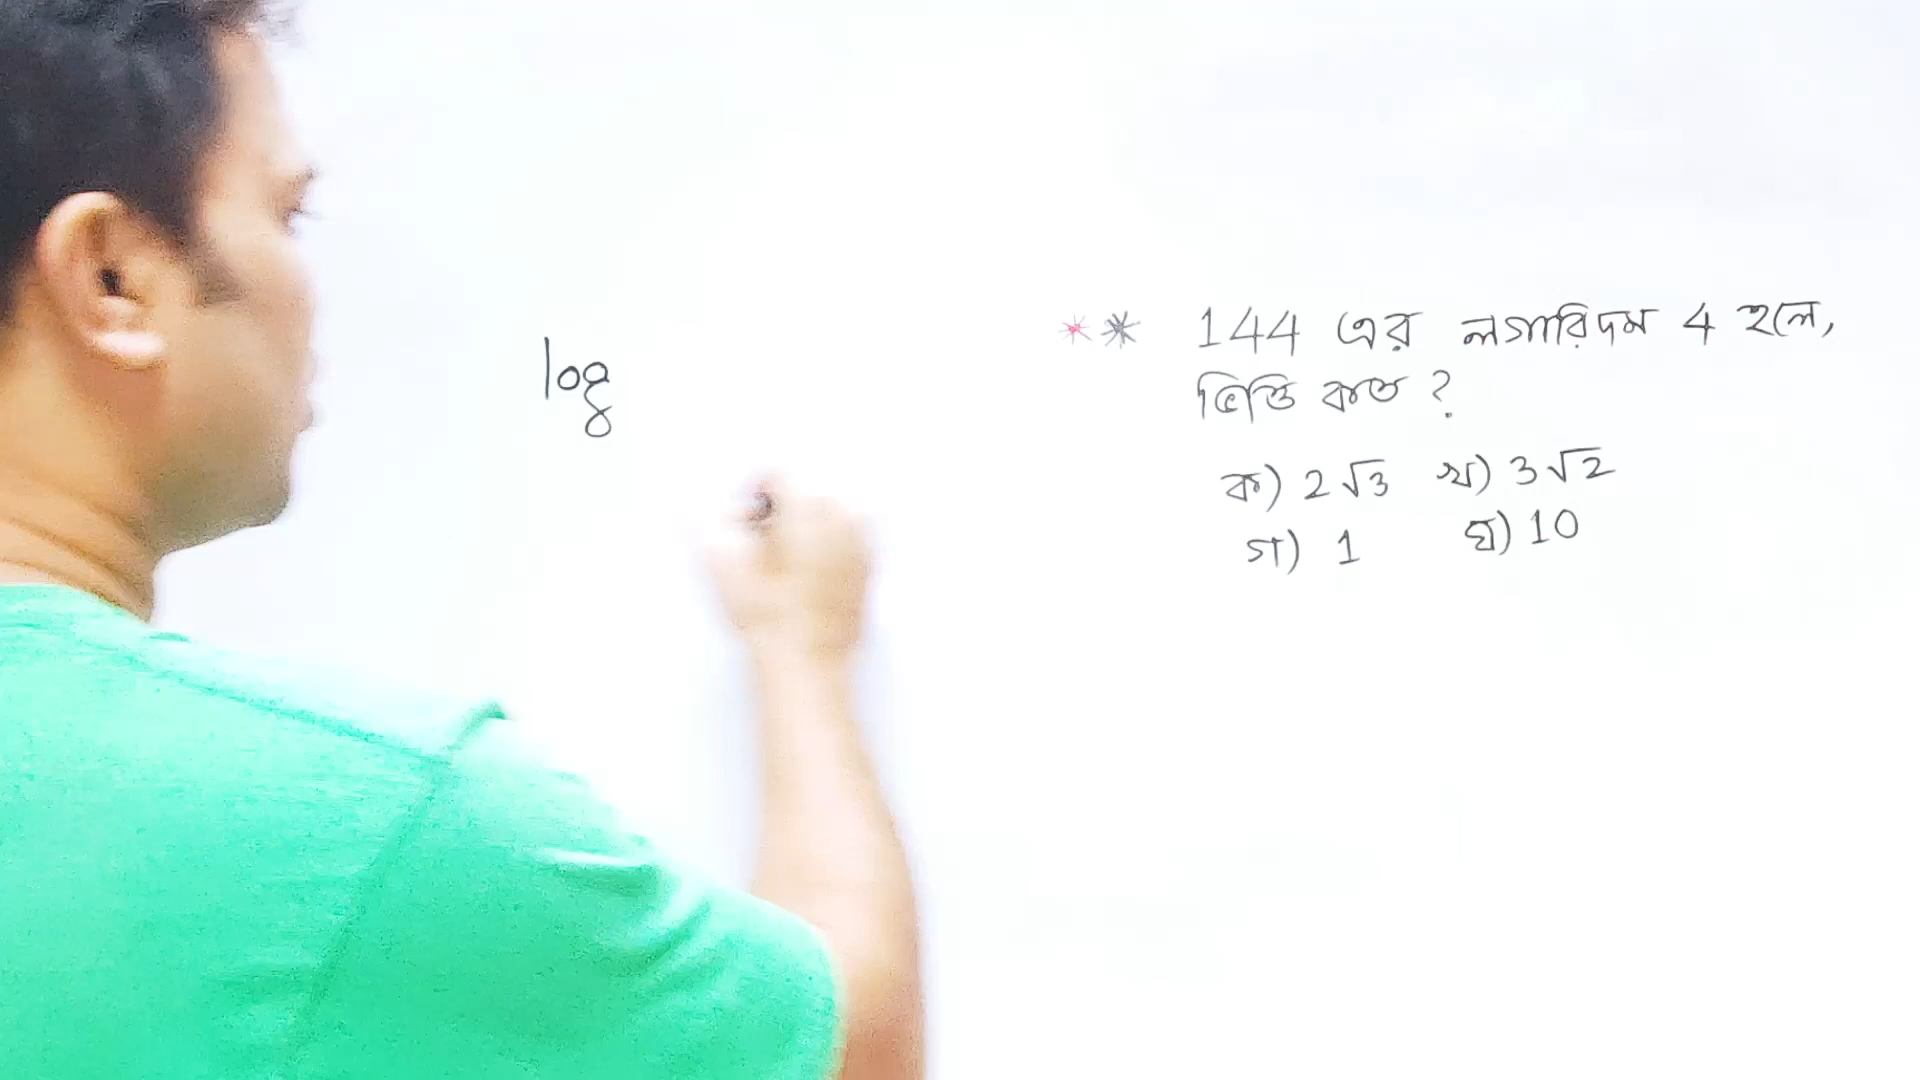 log
** 144 এর লগারিদম 4 হলে,
ভিত্তি কত ?
ক) 2√3 খ) 3√2
গ) 1 ঘ) 10